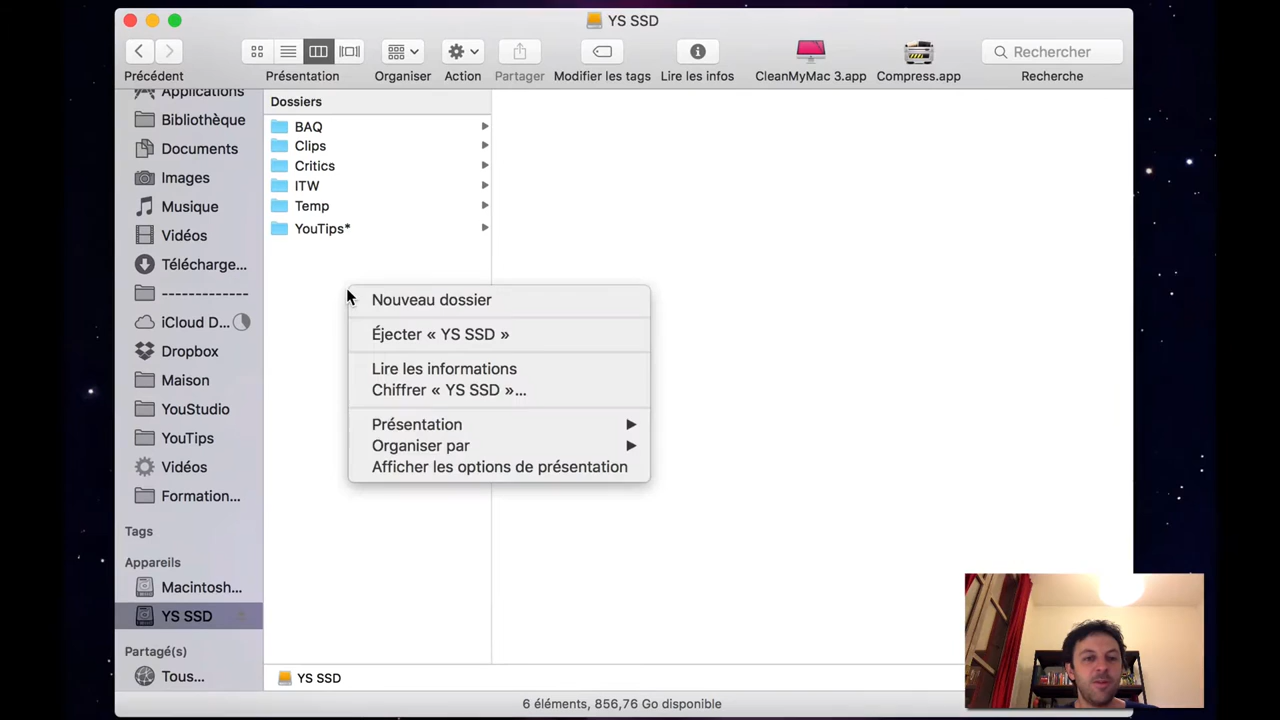 YS SSD
Précédent
Présentation
Organiser
Action
Partager
Modifier les tags
Lire les infos
CleanMyMac 3.app
Compress.app
Rechercher
Recherche
Applications
Bibliothèque
Documents
Images
Musique
Vidéos
Télécharge...
-------------
iCloud D...
Dropbox
Maison
YouStudio
YouTips
Vidéos
Formation...
Tags
Appareils
Macintosh...
YS SSD
Partagé(s)
Tous...
Dossiers
BAQ
Clips
Critics
ITW
Temp
YouTips*
Nouveau dossier
Éjecter « YS SSD »
Lire les informations
Chiffrer « YS SSD »...
Présentation
Organiser par
Afficher les options de présentation
YS SSD
6 éléments, 856,76 Go disponible